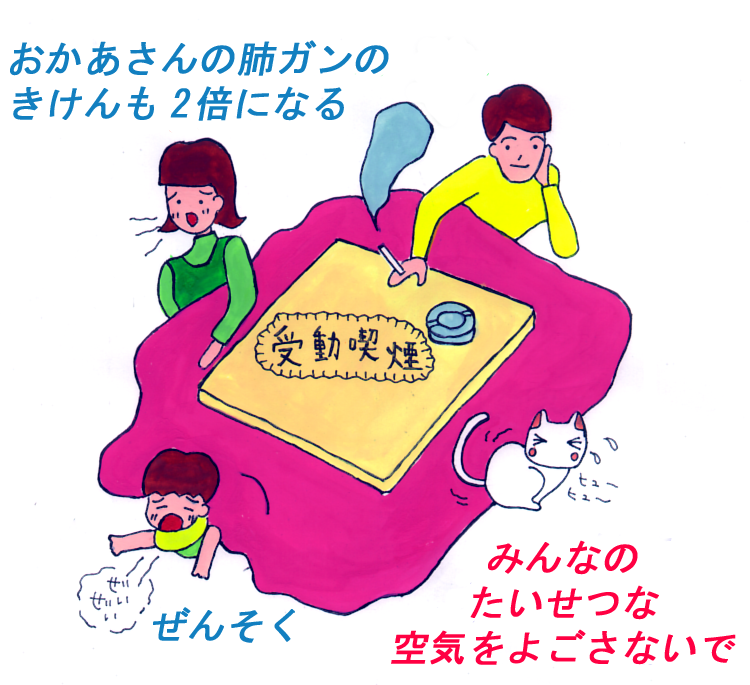 おかあさんの肺ガンの
きけんも2倍になる
受動喫煙
ヒュ〜
ヒュ〜
ぜい
ぜい
い
ぜんそく
みんなの
たいせつな
空気をよごさないで